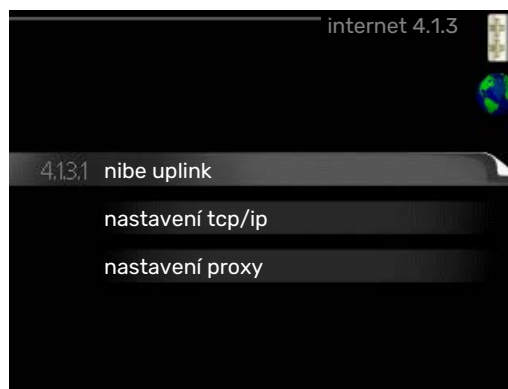 internet 4.1.3
4.1.3.1 nibe uplink
nastavení tcp/ip
nastavení proxy